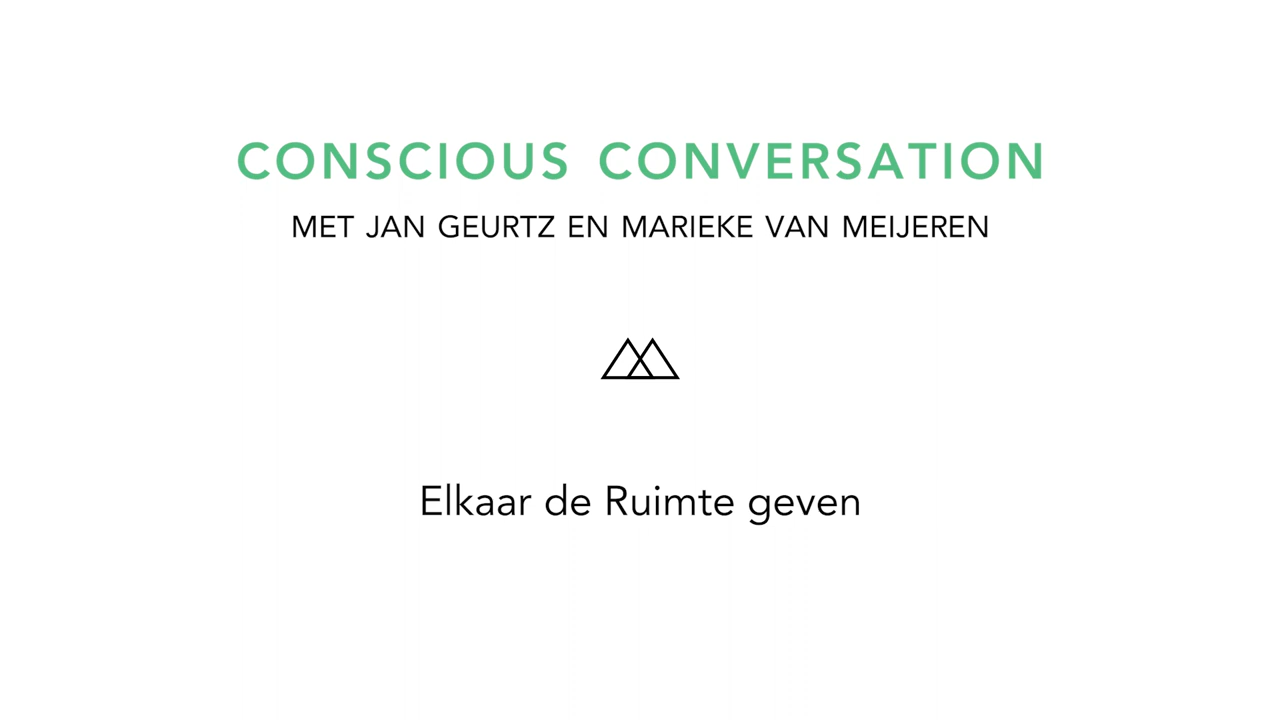 CONSCIOUS CONVERSATION
MET JAN GEURTZ EN MARIEKE VAN MEIJEREN
Elkaar de Ruimte geven